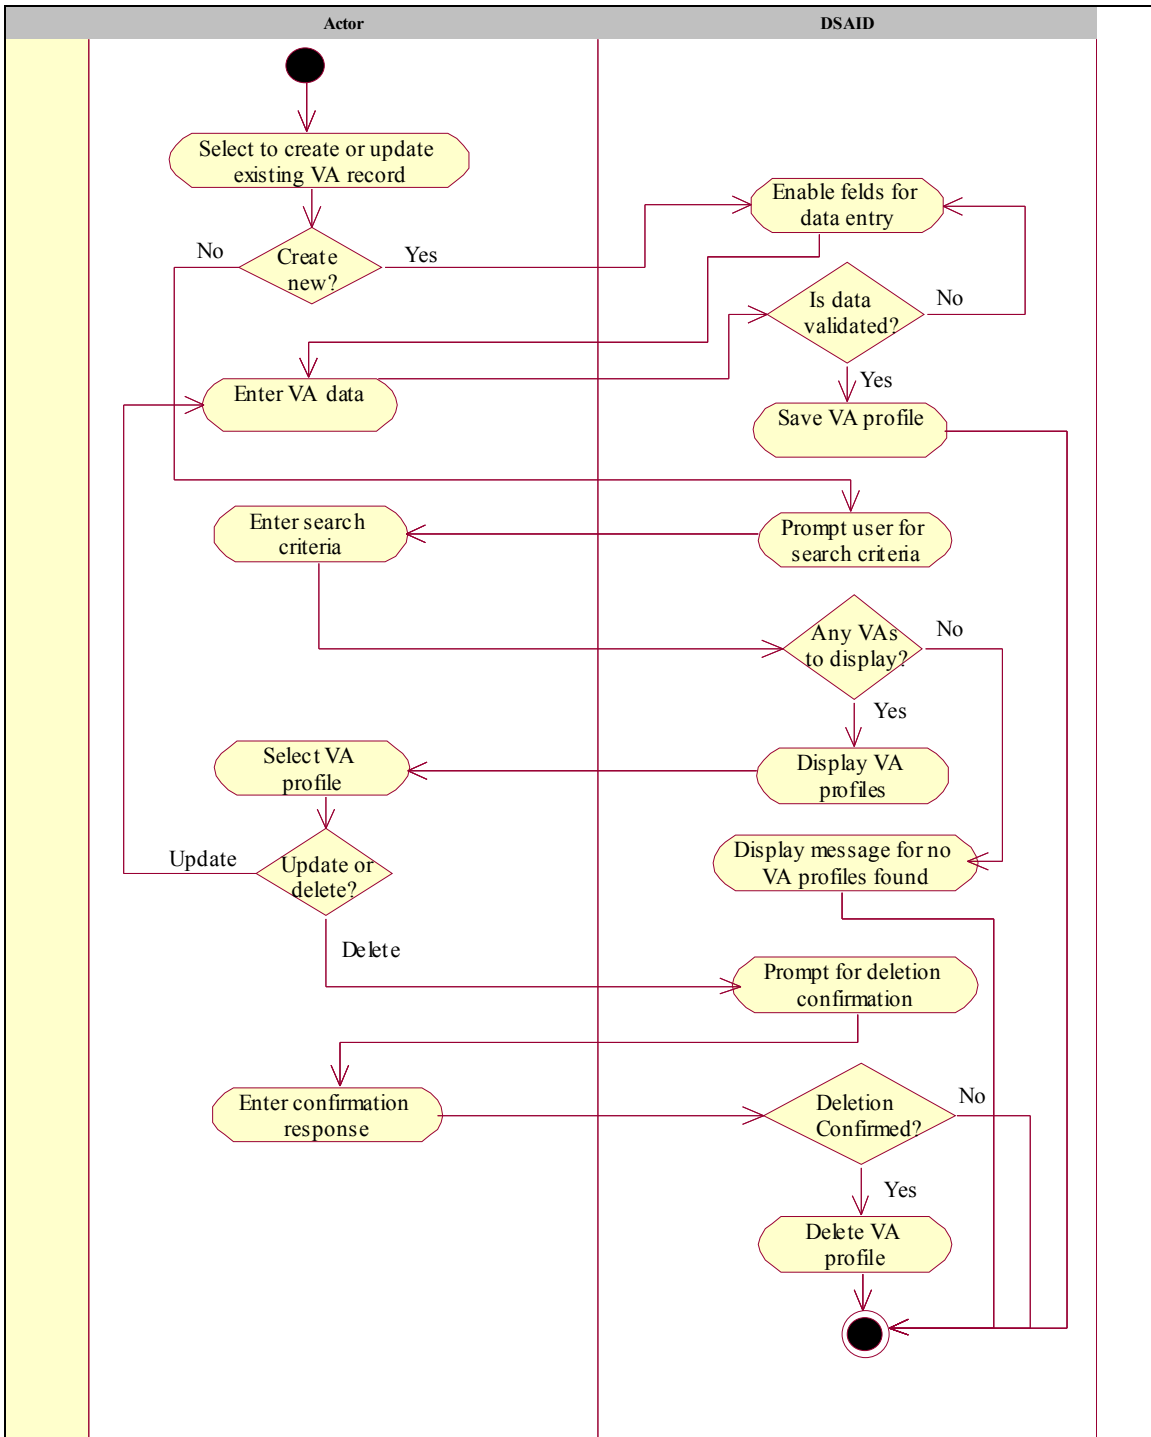 Actor
DSAID
Select to create or update
existing VA record
Enable felds for
data entry
No
Create
new?
Yes
Is data
validated?
No
Yes
Enter VA data
Save VA profile
Enter search
criteria
Prompt user for
search criteria
Any VAs
to display?
No
Yes
Select VA
profile
Display VA
profiles
Update
Update or
delete?
Display message for no
VA profiles found
Delete
Prompt for deletion
confirmation
Enter confirmation
response
Deletion
Confirmed?
No
Yes
Delete VA
profile